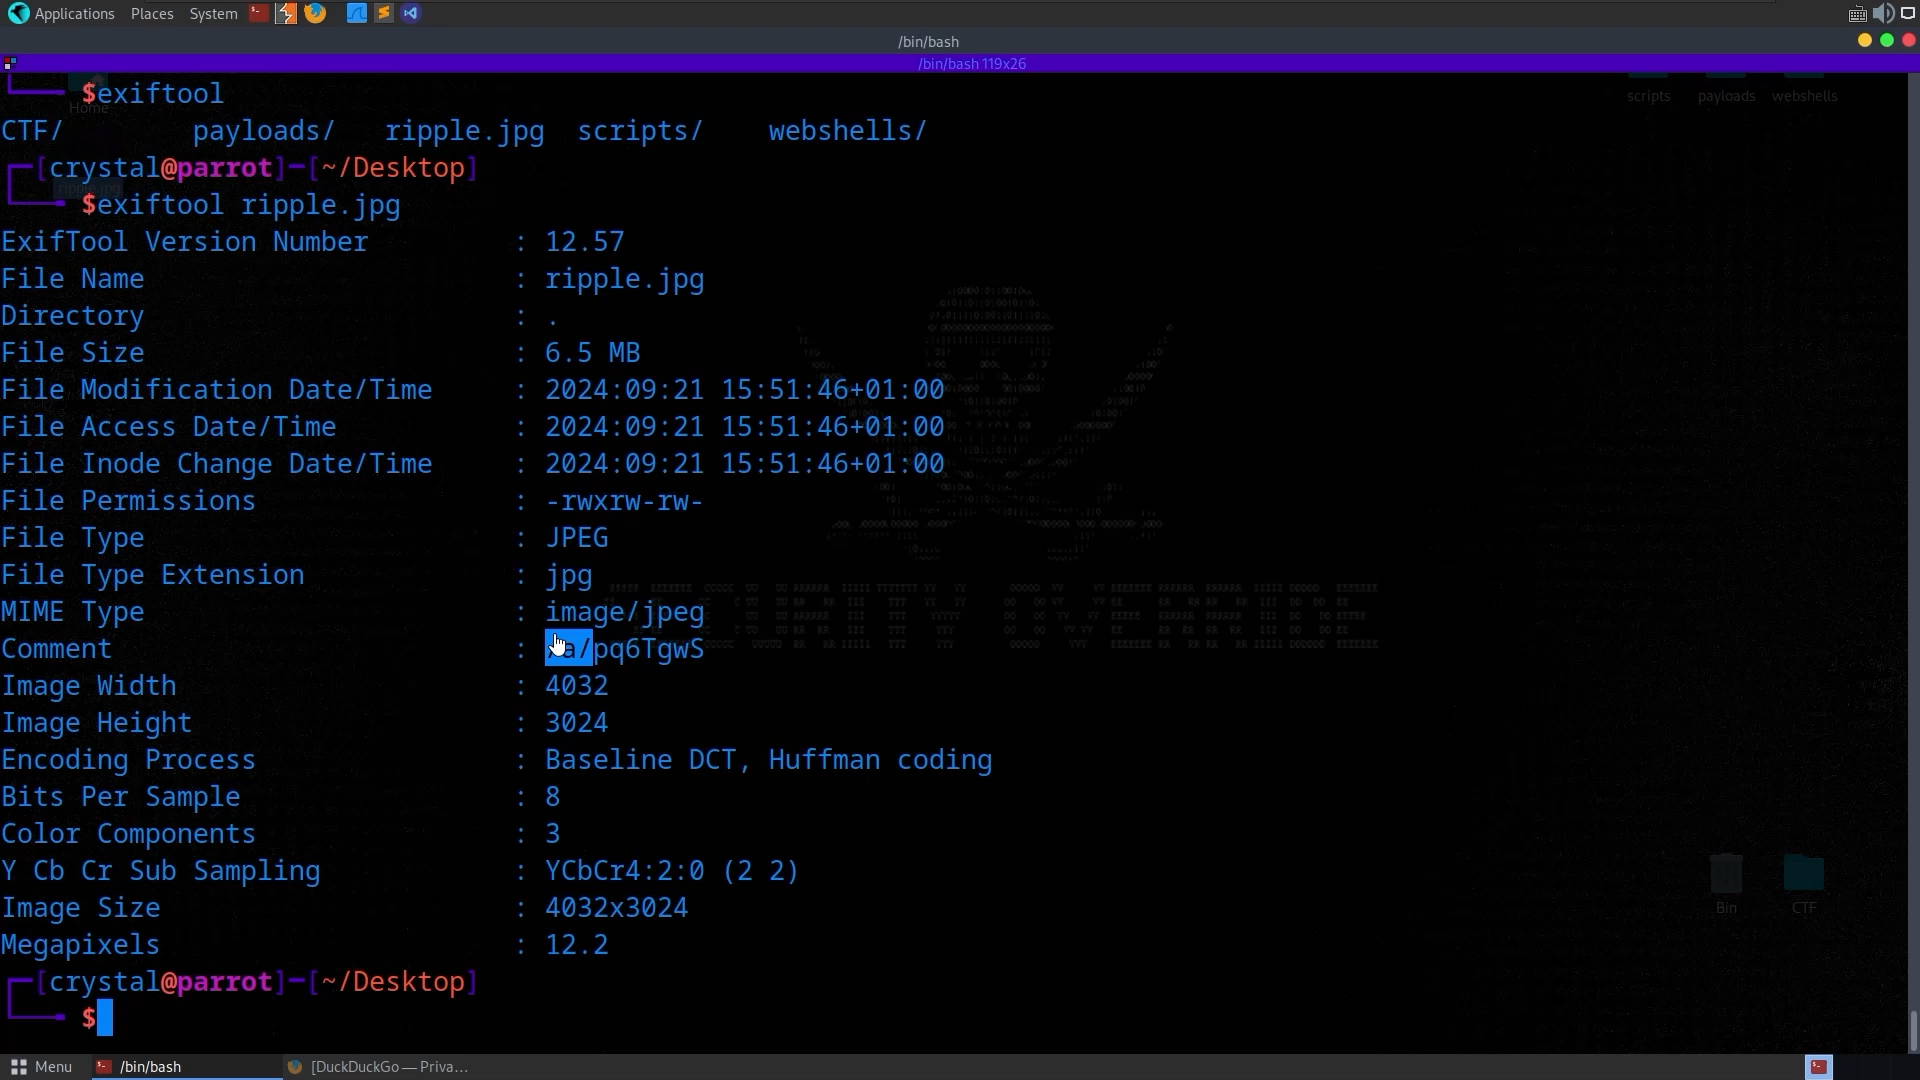 Applications Places System
/bin/bash
/bin/bash 119x26
Home
scripts payloads webshells
$exiftool
CTF/ payloads/ ripple.jpg scripts/ webshells/
[crystal@parrot]─[~/Desktop]
ripple.jpg
$exiftool ripple.jpg
ExifTool Version Number : 12.57
File Name : ripple.jpg
Directory : .
File Size : 6.5 MB
File Modification Date/Time : 2024:09:21 15:51:46+01:00
File Access Date/Time : 2024:09:21 15:51:46+01:00
File Inode Change Date/Time : 2024:09:21 15:51:46+01:00
File Permissions : -rwxrw-rw-
File Type : JPEG
File Type Extension : jpg
MIME Type : image/jpeg
Comment : /a/pq6TgwS
Image Width : 4032
Image Height : 3024
Encoding Process : Baseline DCT, Huffman coding
Bits Per Sample : 8
Color Components : 3
Y Cb Cr Sub Sampling : YCbCr4:2:0 (2 2)
Image Size : 4032x3024
Megapixels : 12.2
Bin CTF
[crystal@parrot]─[~/Desktop]
$
Menu /bin/bash [DuckDuckGo — Priva...